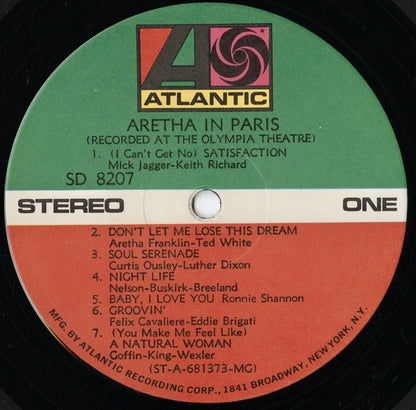 ATLANTIC
ARETHA IN PARIS
(RECORDED AT THE OLYMPIA THEATRE)
1. (I Can't Get No) SATISFACTION
Mick Jagger-Keith Richard
SD 8207
STEREO ONE
2. DON'T LET ME LOSE THIS DREAM
Aretha Franklin-Ted White
3. SOUL SERENADE
Curtis Ousley-Luther Dixon
4. NIGHT LIFE
Nelson-Buskirk-Breeland
5. BABY, I LOVE YOU Ronnie Shannon
6. GROOVIN'
Felix Cavaliere-Eddie Brigati
7. (You Make Me Feel Like)
A NATURAL WOMAN
Goffin-King-Wexler
(ST-A-681373-MG)
MFG. BY ATLANTIC RECORDING CORP., 1841 BROADWAY, NEW YORK, N.Y.